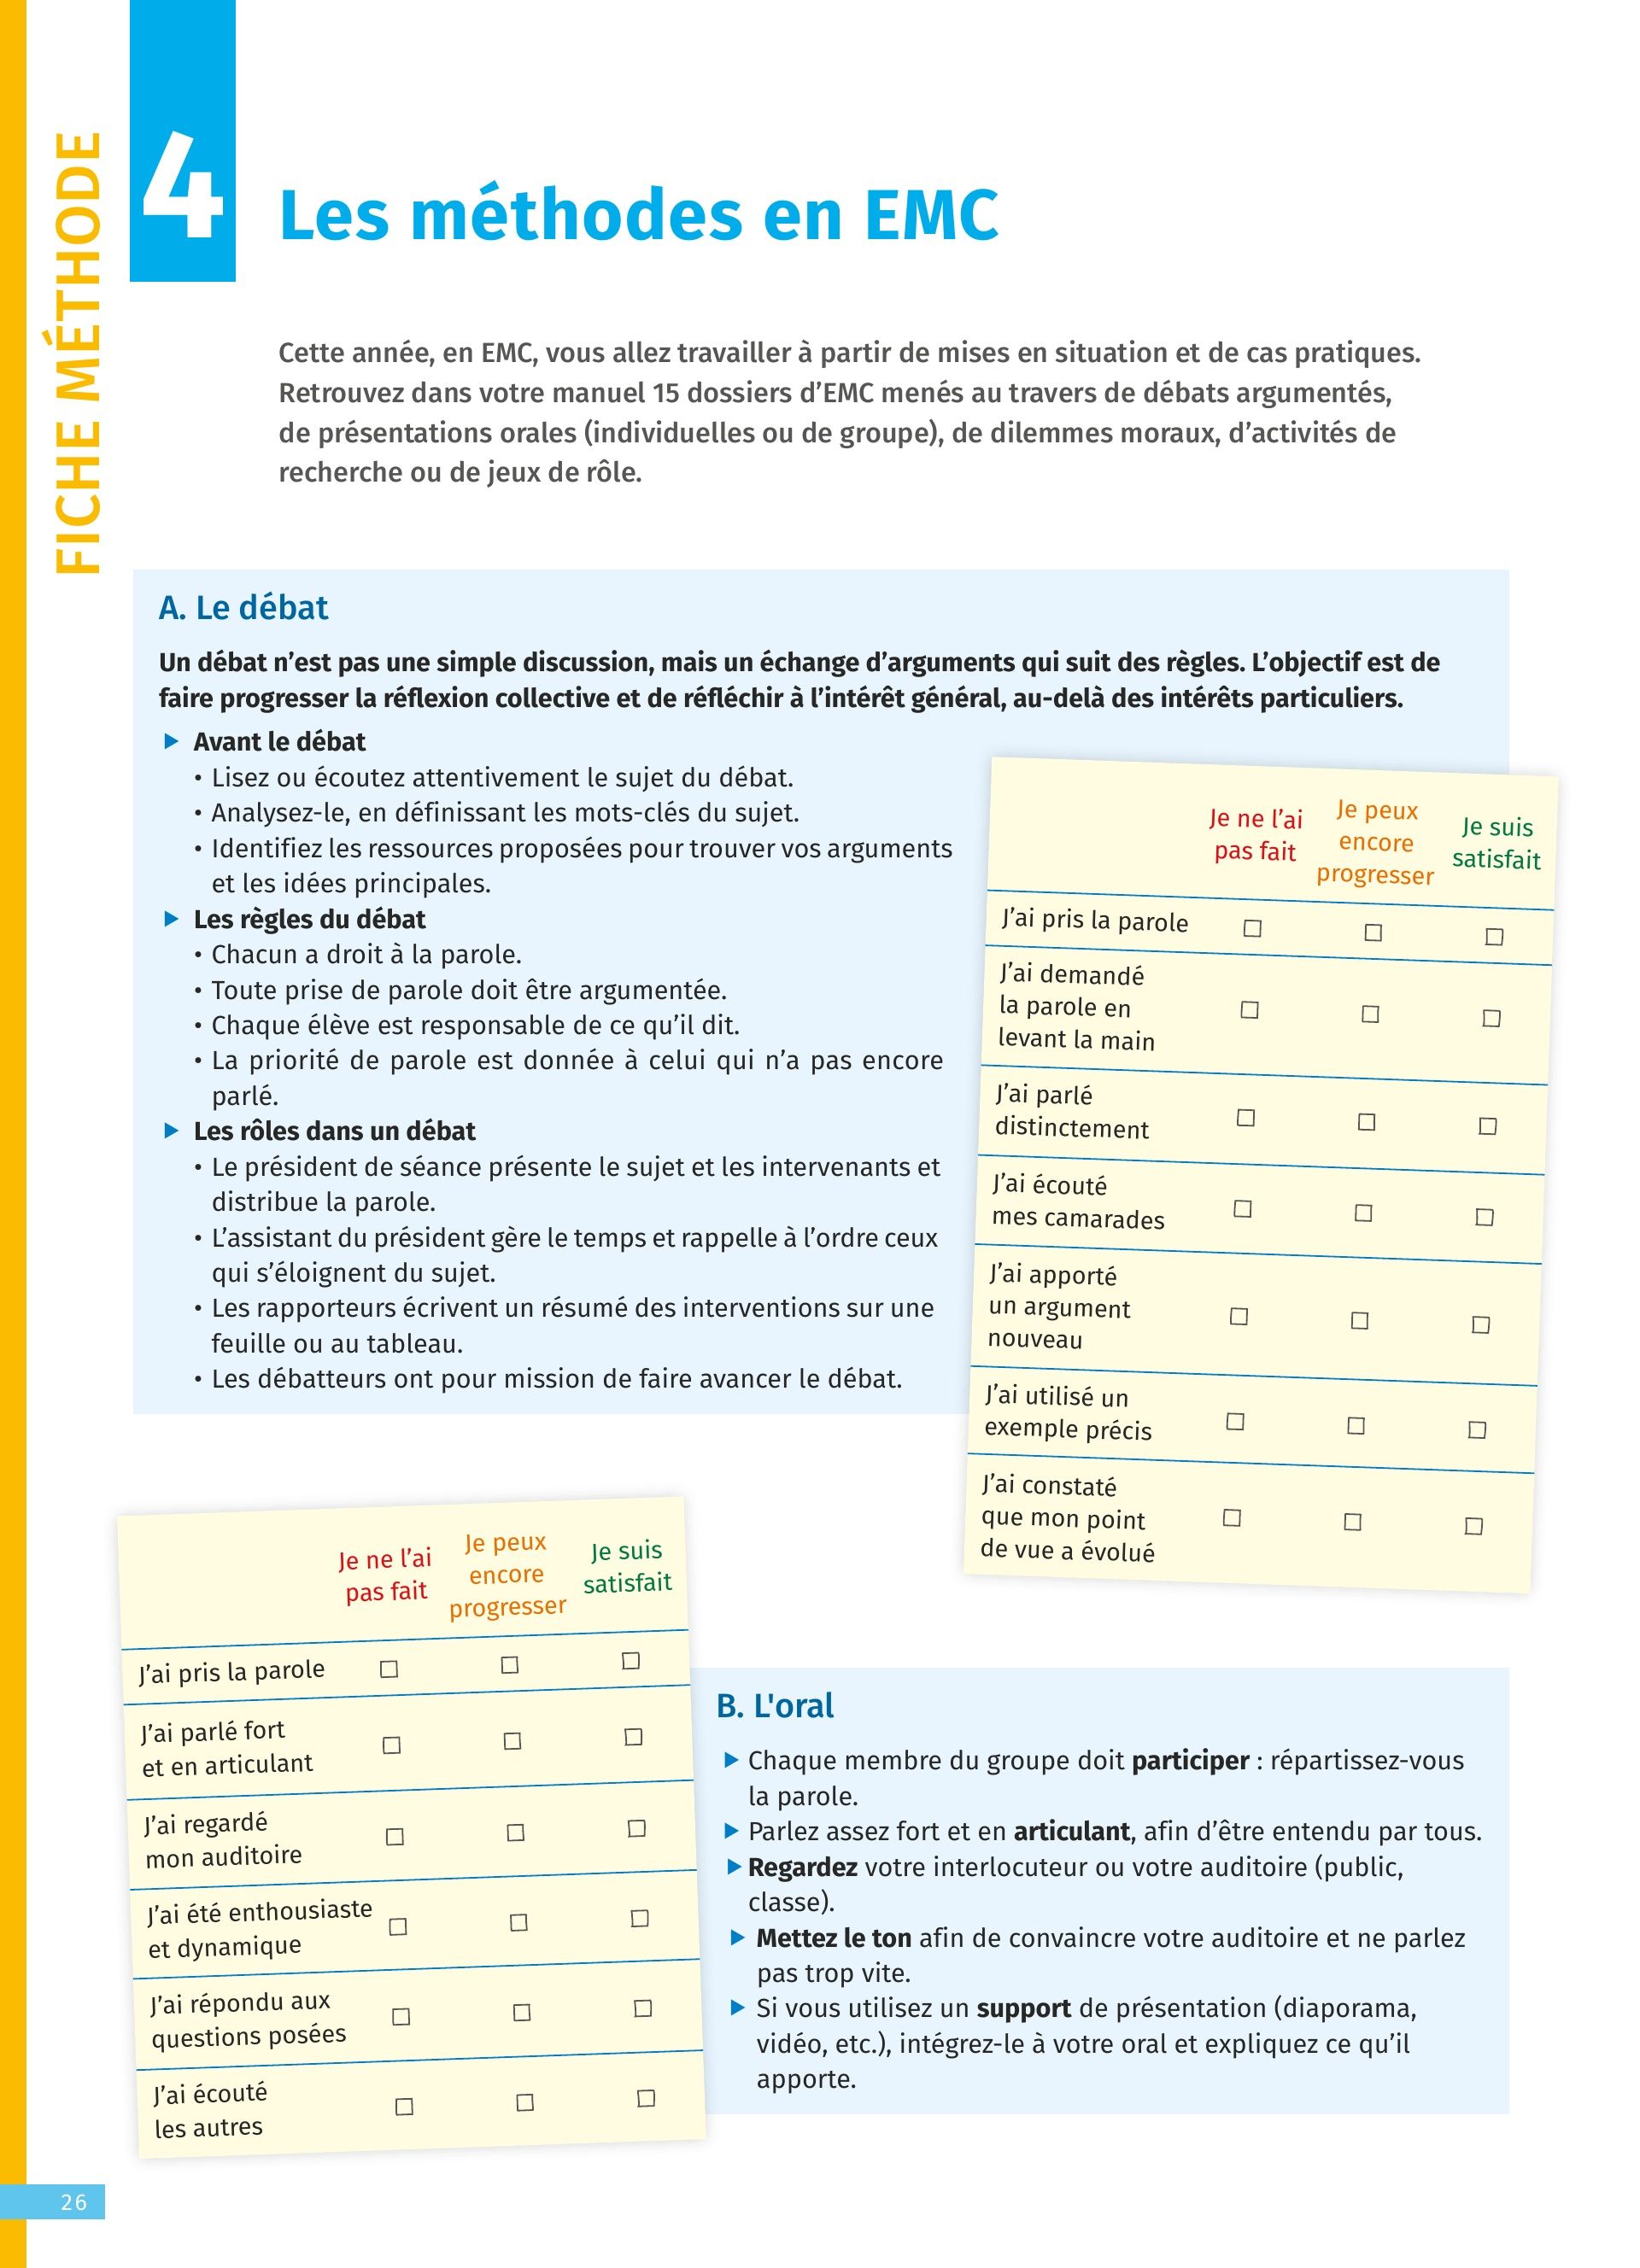 FICHE MÉTHODE
4
Les méthodes en EMC
Cette année, en EMC, vous allez travailler à partir de mises en situation et de cas pratiques.
Retrouvez dans votre manuel 15 dossiers d’EMC menés au travers de débats argumentés,
de présentations orales (individuelles ou de groupe), de dilemmes moraux, d’activités de
recherche ou de jeux de rôle.
A. Le débat
Un débat n’est pas une simple discussion, mais un échange d’arguments qui suit des règles. L’objectif est de
faire progresser la réflexion collective et de réfléchir à l’intérêt général, au-delà des intérêts particuliers.
▶ Avant le débat
• Lisez ou écoutez attentivement le sujet du débat.
• Analysez-le, en définissant les mots-clés du sujet.
• Identifiez les ressources proposées pour trouver vos arguments
et les idées principales.
▶ Les règles du débat
• Chacun a droit à la parole.
• Toute prise de parole doit être argumentée.
• Chaque élève est responsable de ce qu’il dit.
• La priorité de parole est donnée à celui qui n’a pas encore
parlé.
▶ Les rôles dans un débat
• Le président de séance présente le sujet et les intervenants et
distribue la parole.
• L’assistant du président gère le temps et rappelle à l’ordre ceux
qui s’éloignent du sujet.
• Les rapporteurs écrivent un résumé des interventions sur une
feuille ou au tableau.
• Les débatteurs ont pour mission de faire avancer le débat.
Je ne l’ai
pas fait
Je peux
encore
progresser
Je suis
satisfait
J’ai pris la parole
J’ai demandé
la parole en
levant la main
J’ai parlé
distinctement
J’ai écouté
mes camarades
J’ai apporté
un argument
nouveau
J’ai utilisé un
exemple précis
J’ai constaté
que mon point
de vue a évolué
Je ne l’ai
pas fait
Je peux
encore
progresser
Je suis
satisfait
J’ai pris la parole
J’ai parlé fort
et en articulant
J’ai regardé
mon auditoire
J’ai été enthousiaste
et dynamique
J’ai répondu aux
questions posées
J’ai écouté
les autres
B. L'oral
▶ Chaque membre du groupe doit participer : répartissez-vous
la parole.
▶ Parlez assez fort et en articulant, afin d’être entendu par tous.
▶ Regardez votre interlocuteur ou votre auditoire (public,
classe).
▶ Mettez le ton afin de convaincre votre auditoire et ne parlez
pas trop vite.
▶ Si vous utilisez un support de présentation (diaporama,
vidéo, etc.), intégrez-le à votre oral et expliquez ce qu’il
apporte.
26